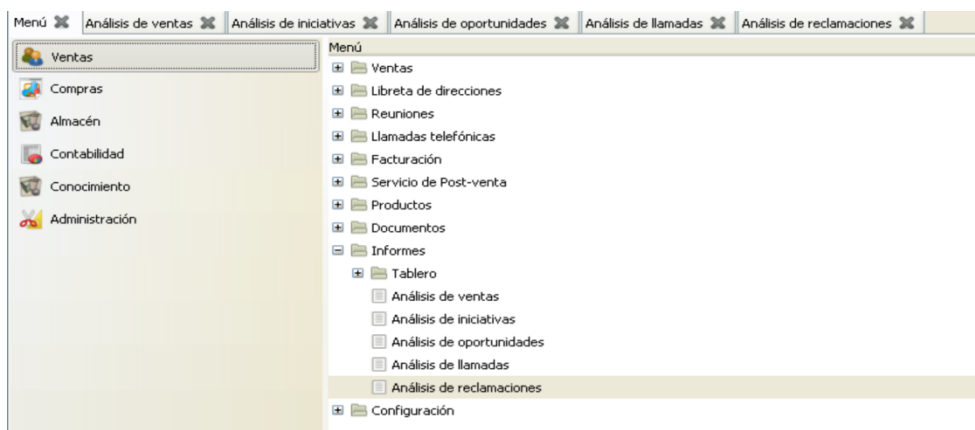 Menú Análisis de ventas Análisis de iniciativas Análisis de oportunidades Análisis de llamadas Análisis de reclamaciones
Ventas
Compras
Almacén
Contabilidad
Conocimiento
Administración
Menú
Ventas
Libreta de direcciones
Reuniones
Llamadas telefónicas
Facturación
Servicio de Post-venta
Productos
Documentos
Informes
Tablero
Análisis de ventas
Análisis de iniciativas
Análisis de oportunidades
Análisis de llamadas
Análisis de reclamaciones
Configuración